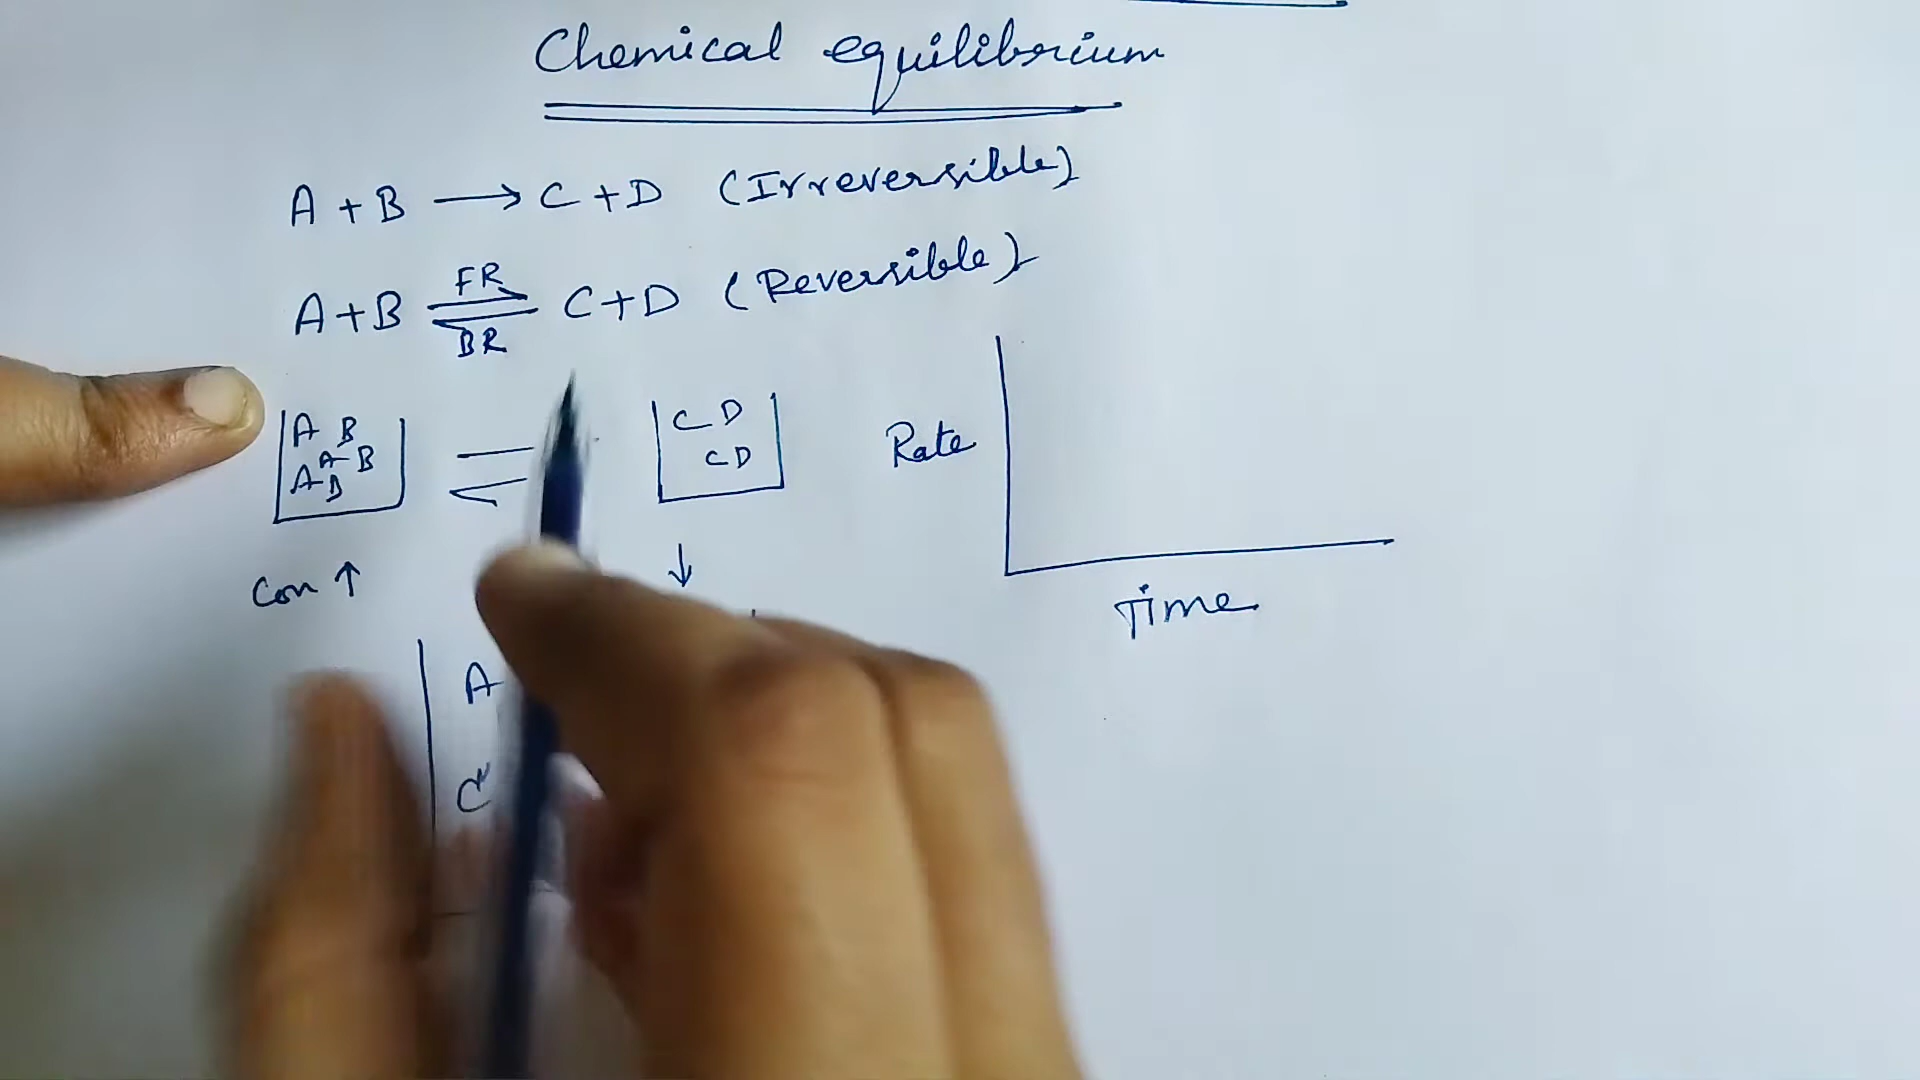 Chemical equilibrium
A + B → C + D (Irreversible)
A + B ⇌ C + D (Reversible)
FR
BR
A B
A B
A B
C D
C D
Rate
Con ↑
↓
Time
A
C